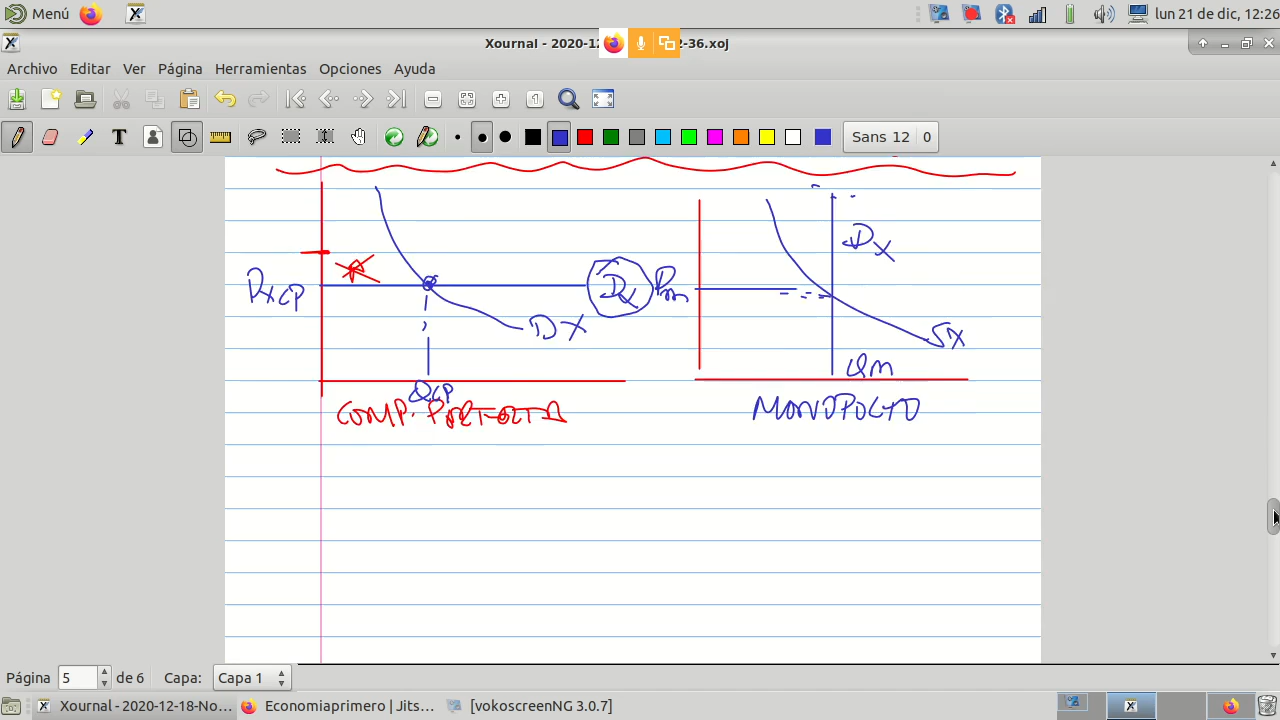 Menú
lun 21 de dic, 12:26
Xournal - 2020-12
2-36.xoj
Archivo Editar Ver Página Herramientas Opciones Ayuda
Sans 12 0
Dx
PxCP
Dx
Pm
DX
Sx
QCP
QM
COMP. PERFECTA
MONOPOLIO
Página 5 de 6 Capa: Capa 1
Xournal - 2020-12-18-No...
Economiaprimero | Jits...
[vokoscreenNG 3.0.7]